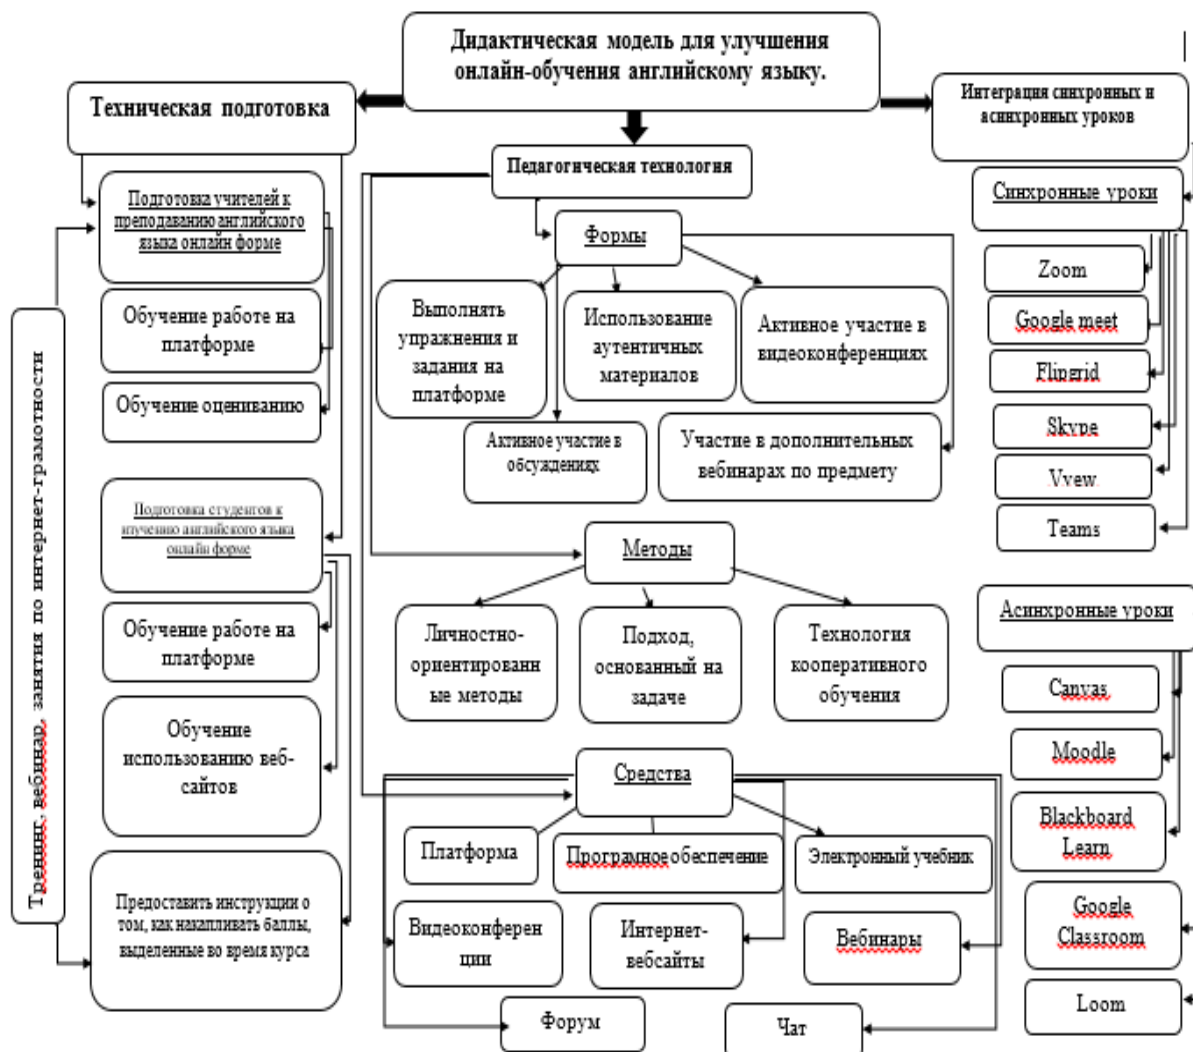 Дидактическая модель для улучшения
онлайн-обучения английскому языку.
Техническая подготовка
Интеграция синхронных и
асинхронных уроков
Педагогическая технология
Подготовка учителей к
преподаванию английского
языка онлайн форме
Обучение работе на
платформе
Обучение оцениванию
Подготовка студентов к
изучению английского языка
онлайн форме
Обучение работе на
платформе
Обучение
использованию веб-
сайтов
Предоставить инструкции о
том, как накапливать баллы,
выделенные во время курса
Тренинг, вебинар, занятия по интернет-грамотности
Формы
Выполнять
упражнения и
задания на
платформе
Использование
аутентичных
материалов
Активное участие в
видеоконференциях
Активное участие в
обсуждениях
Участие в дополнительных
вебинарах по предмету
Методы
Личностно-
ориентированн
ые методы
Подход,
основанный на
задаче
Технология
кооперативного
обучения
Средства
Платформа
Програмное обеспечение
Электронный учебник
Видеоконферен
ции
Интернет-
вебсайты
Вебинары
Форум
Чат
Синхронные уроки
Zoom
Google meet
Flipgrid
Skype
Vvew
Teams
Асинхронные уроки
Canvas
Moodle
Blackboard
Learn
Google
Classroom
Loom